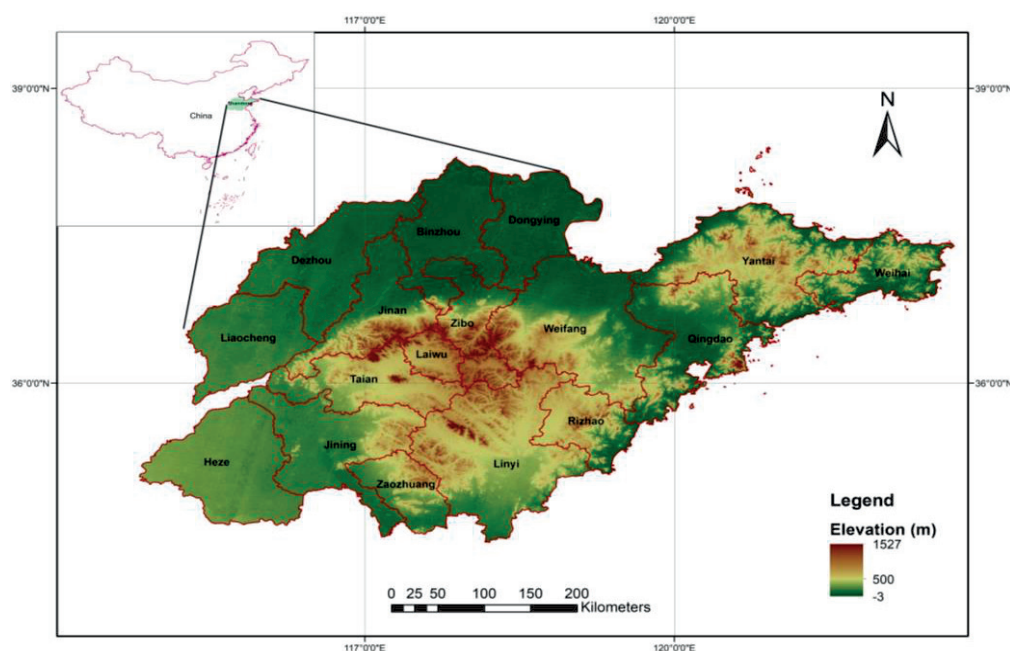 117°0'0"E 120°0'0"E
39°0'0"N 39°0'0"N
China
N
Dongying
Binzhou
Dezhou
Yantai
Weihai
Jinan
Zibo
Weifang
Liaocheng
Qingdao
Laiwu
36°0'0"N 36°0'0"N
Taian
Rizhao
Jining
Heze
Linyi
Zaozhuang
Legend
Elevation (m)
1527
500
-3
0 25 50 100 150 200
Kilometers
117°0'0"E 120°0'0"E